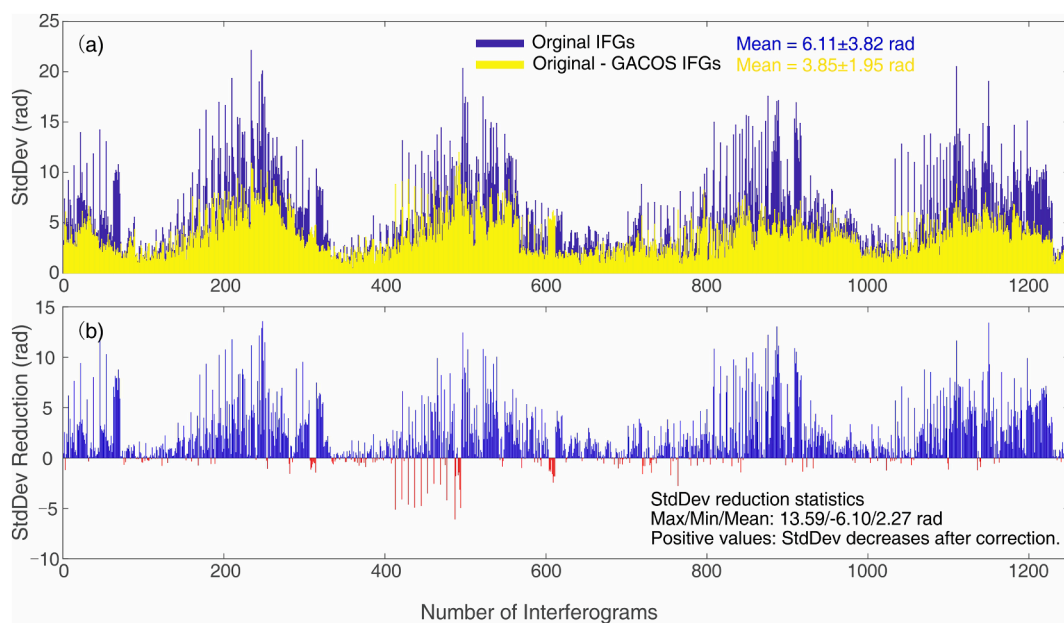 25
20
15
10
5
0
StdDev (rad)
(a)
Orginal IFGs
Mean = 6.11±3.82 rad
Original - GACOS IFGs
Mean = 3.85±1.95 rad
0 200 400 600 800 1000 1200
15
10
5
0
−5
−10
StdDev Reduction (rad)
(b)
StdDev reduction statistics
Max/Min/Mean: 13.59/-6.10/2.27 rad
Positive values: StdDev decreases after correction.
0 200 400 600 800 1000 1200
Number of Interferograms